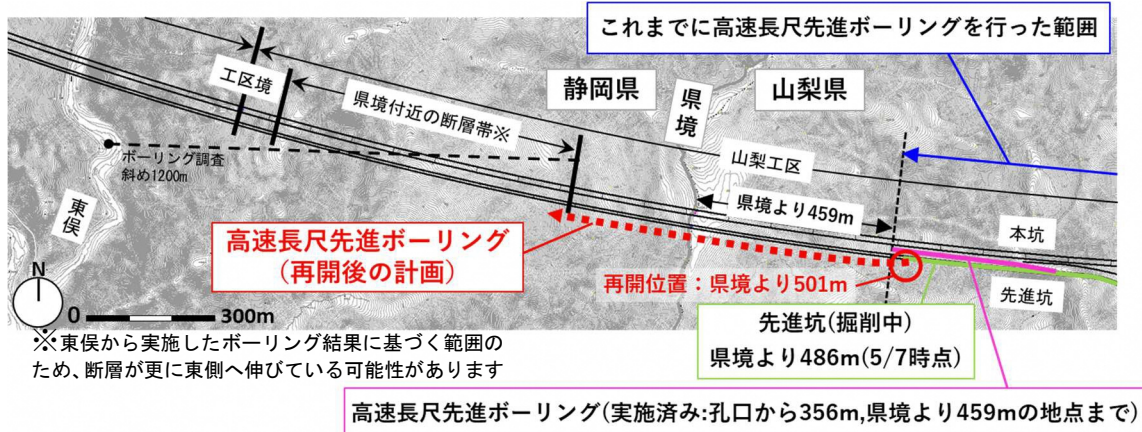 これまでに高速長尺先進ボーリングを行った範囲
工区境
静岡県
県境
山梨県
県境付近の断層帯※
ボーリング調査
斜め1200m
山梨工区
県境より459m
東俣
高速長尺先進ボーリング
(再開後の計画)
本坑
再開位置：県境より501m
先進坑
N
0
300m
先進坑(掘削中)
県境より486m(5/7時点)
※東俣から実施したボーリング結果に基づく範囲の
ため、断層が更に東側へ伸びている可能性があります
高速長尺先進ボーリング(実施済み:孔口から356m,県境より459mの地点まで)